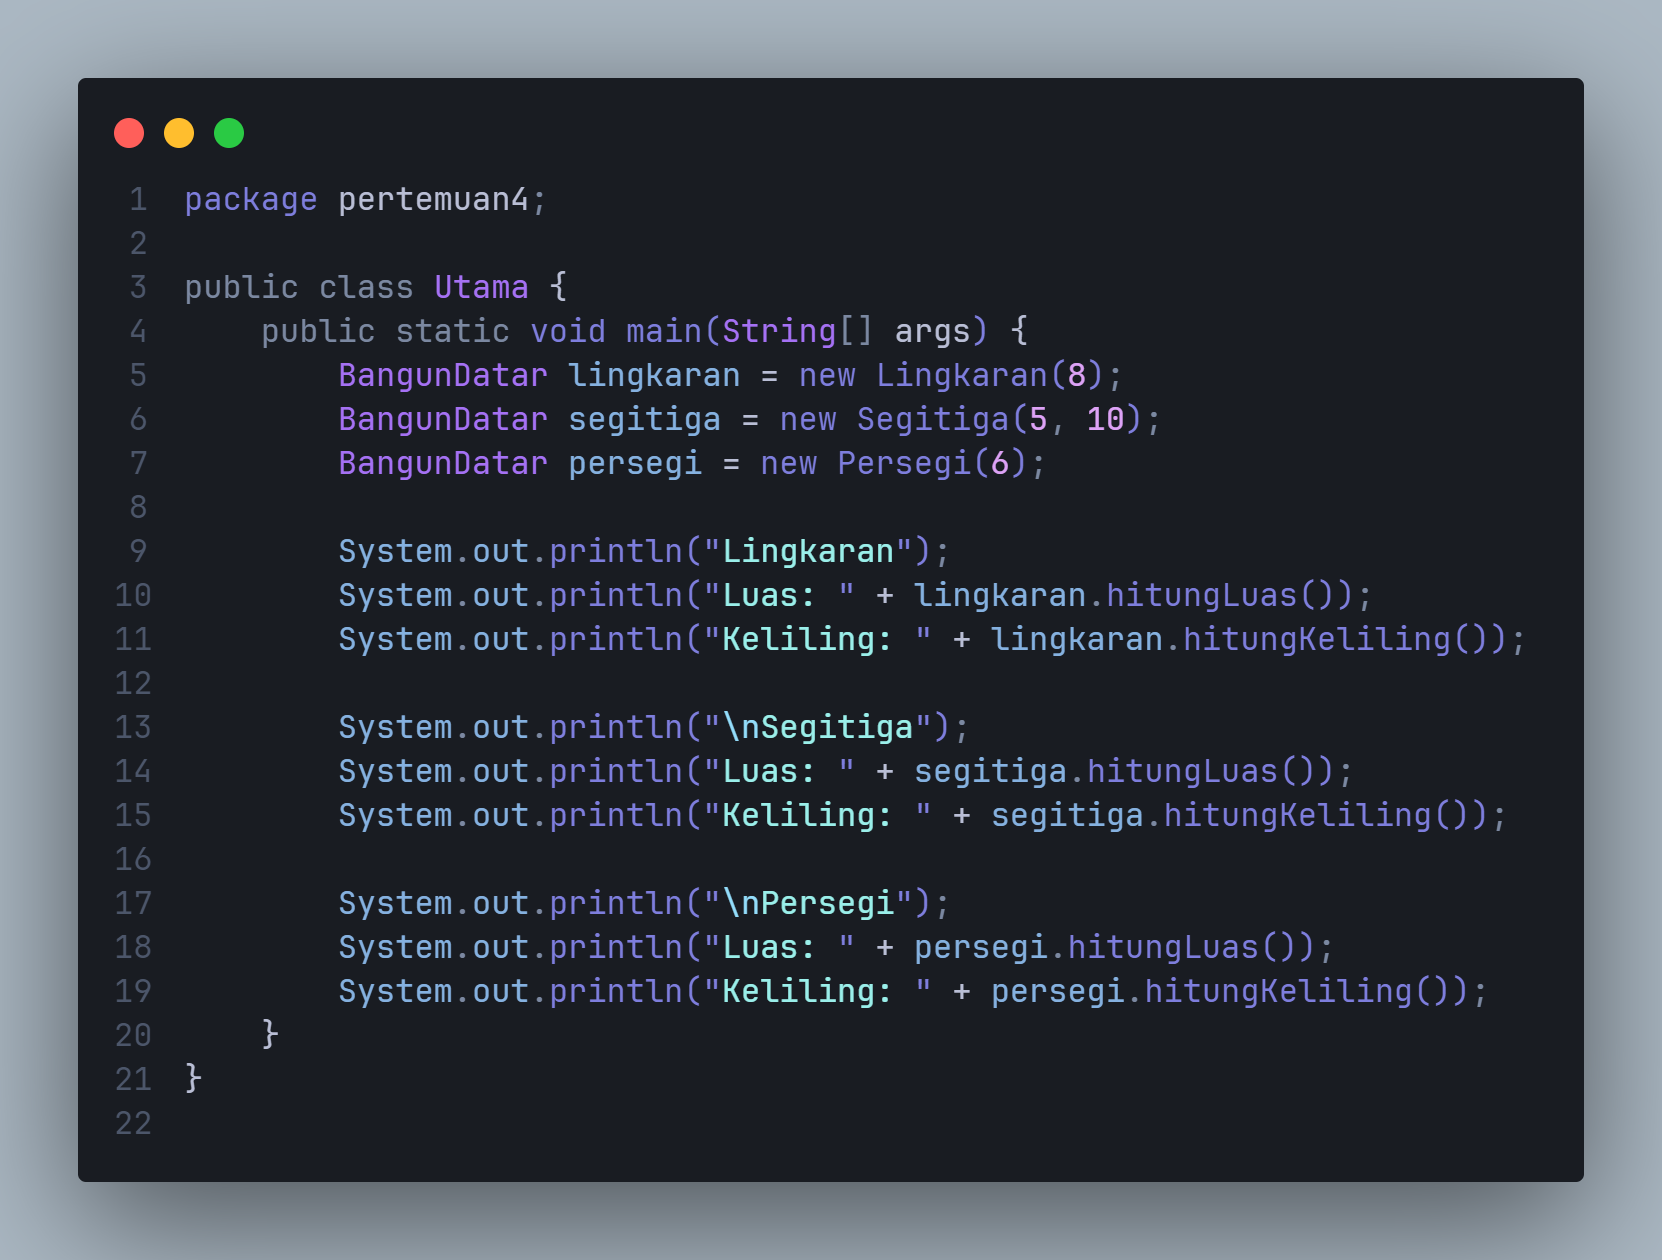 1 package pertemuan4;
2
3 public class Utama {
4     public static void main(String[] args) {
5         BangunDatar lingkaran = new Lingkaran(8);
6         BangunDatar segitiga = new Segitiga(5, 10);
7         BangunDatar persegi = new Persegi(6);
8
9         System.out.println("Lingkaran");
10         System.out.println("Luas: " + lingkaran.hitungLuas());
11         System.out.println("Keliling: " + lingkaran.hitungKeliling());
12
13         System.out.println("\nSegitiga");
14         System.out.println("Luas: " + segitiga.hitungLuas());
15         System.out.println("Keliling: " + segitiga.hitungKeliling());
16
17         System.out.println("\nPersegi");
18         System.out.println("Luas: " + persegi.hitungLuas());
19         System.out.println("Keliling: " + persegi.hitungKeliling());
20     }
21 }
22